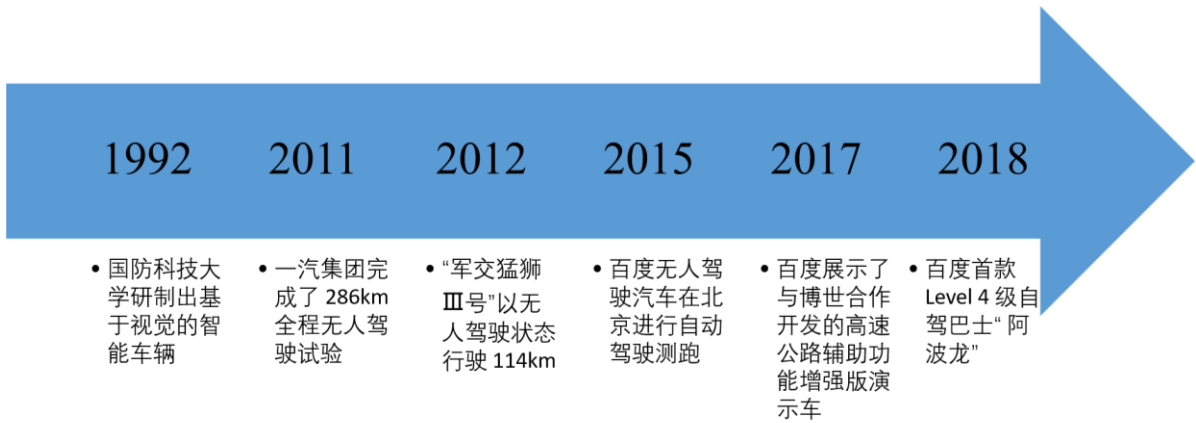 1992 2011 2012 2015 2017 2018
• 国防科技大
学研制出基
于视觉的智
能车辆
• 一汽集团完
成了 286km
全程无人驾
驶试验
• “军交猛狮
Ⅲ号”以无
人驾驶状态
行驶 114km
• 百度无人驾
驶汽车在北
京进行自动
驾驶测跑
• 百度展示了
与博世合作
开发的高速
公路辅助功
能增强版演
示车
• 百度首款
Level 4 级自
驾巴士“ 阿
波龙”